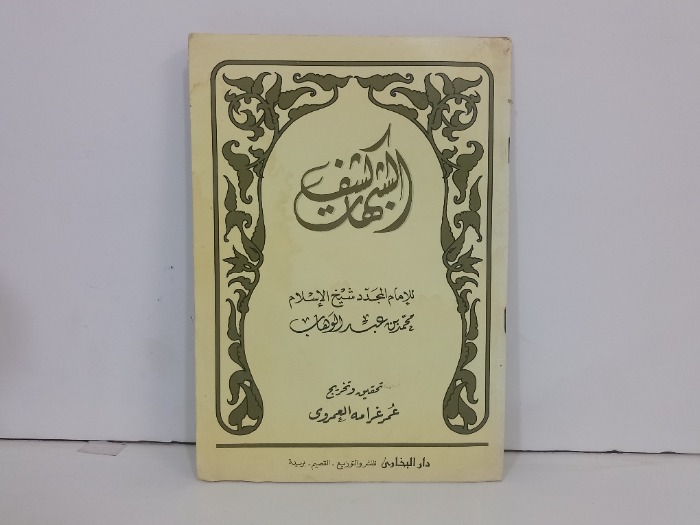 كشف الشبهات
للإمام المجدد شيخ الإسلام
محمد بن عبد الوهاب
تحقيق وتخريج
عمر غرامه العمروي
دار البخاري للنشر والتوزيع - القصيم - بريدة